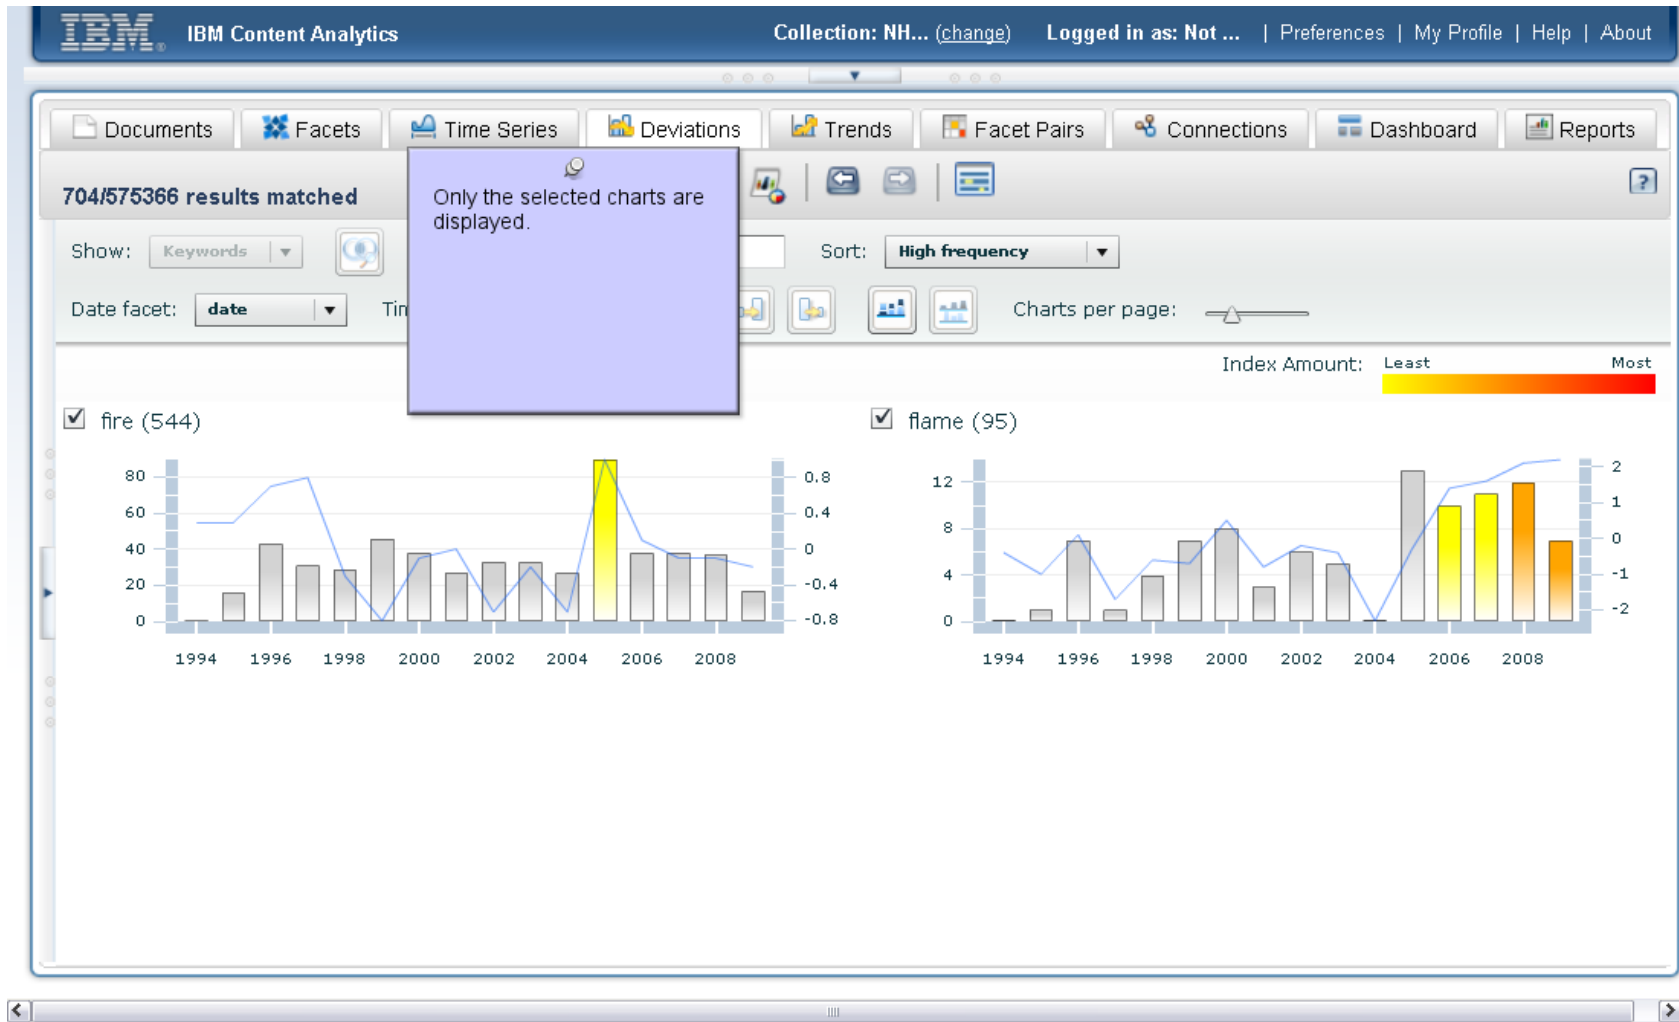 IBM® IBM Content Analytics Collection: NH... (change) Logged in as: Not ... | Preferences | My Profile | Help | About
Documents Facets Time Series Deviations Trends Facet Pairs Connections Dashboard Reports
704/575366 results matched
?
Only the selected charts are
displayed.
Show: Keywords Sort: High frequency
Date facet: date Charts per page:
Index Amount: Least Most
fire (544)
80
60
40
20
0
0.8
0.4
0
-0.4
-0.8
1994 1996 1998 2000 2002 2004 2006 2008
flame (95)
12
8
4
0
2
1
0
-1
-2
1994 1996 1998 2000 2002 2004 2006 2008